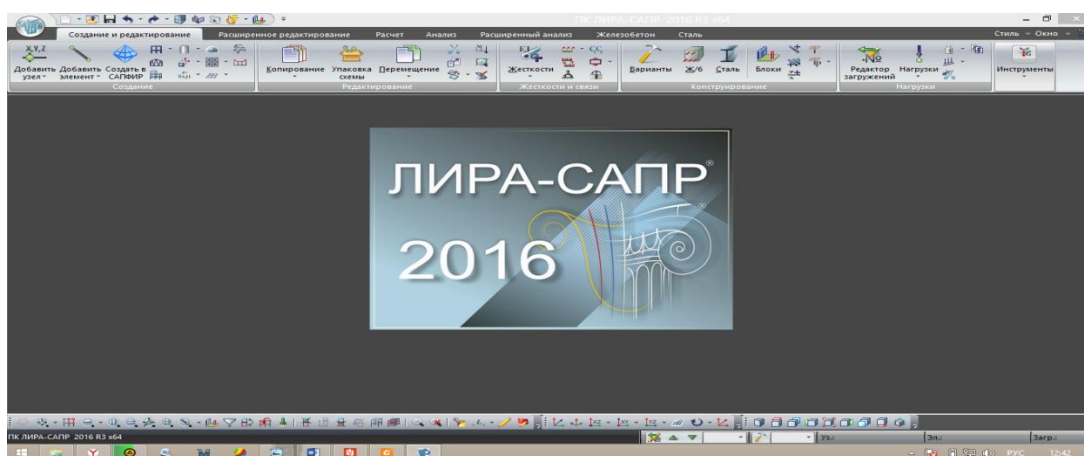 ПК ЛИРА-САПР 2016 R3 x64
Создание и редактирование Расширенное редактирование Расчет Анализ Расширенный анализ Железобетон Сталь Стиль Окно
X,Y,Z
Добавить узел Добавить элемент Создать в САПФИР Копирование Упаковка схемы Перемещение Жесткости Варианты Ж/б Сталь Блоки Редактор загружений Нагрузки Инструменты
Создание Редактирование Жесткости и связи Конструирование Нагрузки
ЛИРА-САПР®
2016
ПК ЛИРА-САПР 2016 R3 x64 Уз.: Эл.: Загр.:
РУС 12:42